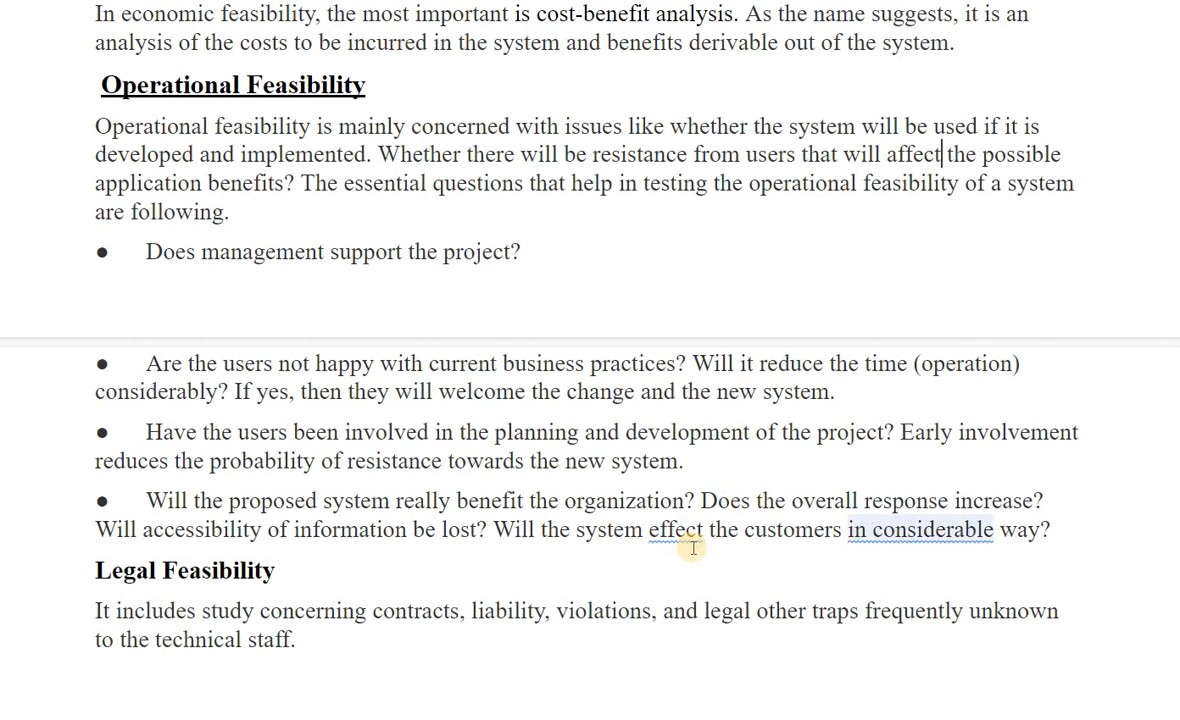 In economic feasibility, the most important is cost-benefit analysis. As the name suggests, it is an
analysis of the costs to be incurred in the system and benefits derivable out of the system.
Operational Feasibility
Operational feasibility is mainly concerned with issues like whether the system will be used if it is
developed and implemented. Whether there will be resistance from users that will affect the possible
application benefits? The essential questions that help in testing the operational feasibility of a system
are following.
● Does management support the project?
● Are the users not happy with current business practices? Will it reduce the time (operation)
considerably? If yes, then they will welcome the change and the new system.
● Have the users been involved in the planning and development of the project? Early involvement
reduces the probability of resistance towards the new system.
● Will the proposed system really benefit the organization? Does the overall response increase?
Will accessibility of information be lost? Will the system effect the customers in considerable way?
Legal Feasibility
It includes study concerning contracts, liability, violations, and legal other traps frequently unknown
to the technical staff.